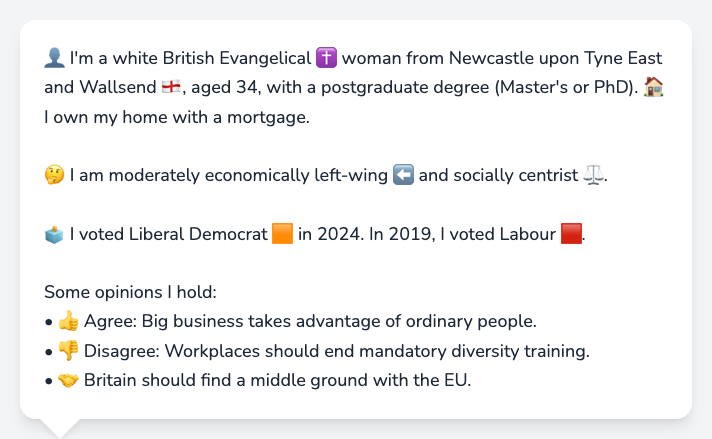 👤 I'm a white British Evangelical ✝️ woman from Newcastle upon Tyne East
and Wallsend 🏴󠁧󠁢󠁥󠁮󠁧󠁿, aged 34, with a postgraduate degree (Master's or PhD). 🏠
I own my home with a mortgage.
🤔 I am moderately economically left-wing ⬅️ and socially centrist ⚖️.
🗳️ I voted Liberal Democrat 🟧 in 2024. In 2019, I voted Labour 🟥.
Some opinions I hold:
• 👍 Agree: Big business takes advantage of ordinary people.
• 👎 Disagree: Workplaces should end mandatory diversity training.
• 🤝 Britain should find a middle ground with the EU.